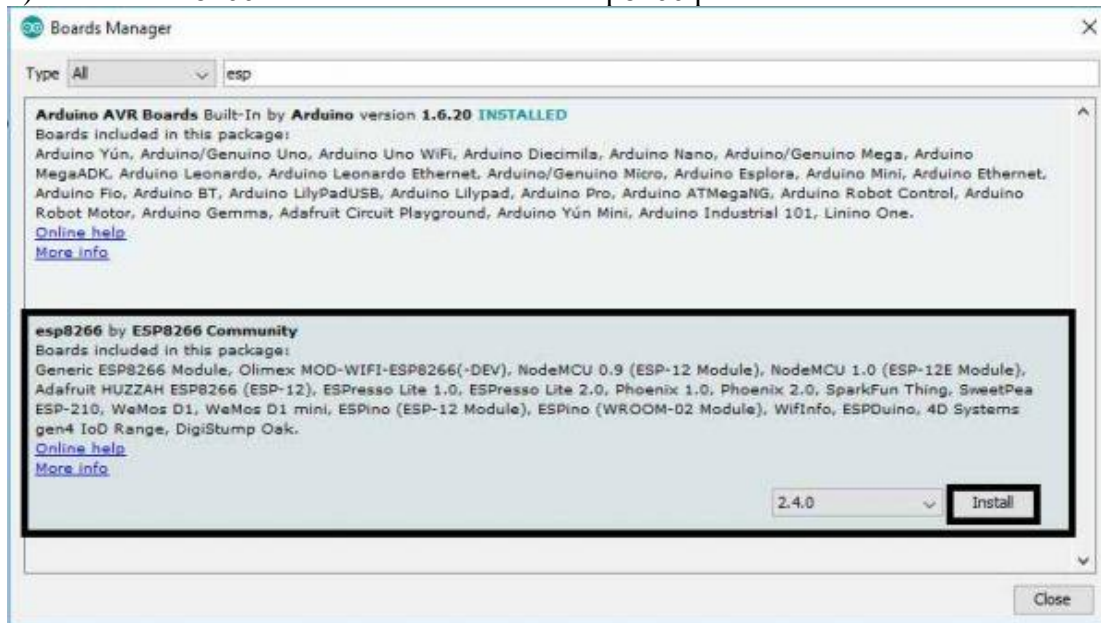 Boards Manager
Type All esp
Arduino AVR Boards Built-In by Arduino version 1.6.20 INSTALLED
Boards included in this package:
Arduino Yún, Arduino/Genuino Uno, Arduino Uno WiFi, Arduino Diecimila, Arduino Nano, Arduino/Genuino Mega, Arduino
MegaADK, Arduino Leonardo, Arduino Leonardo Ethernet, Arduino/Genuino Micro, Arduino Esplora, Arduino Mini, Arduino Ethernet,
Arduino Fio, Arduino BT, Arduino LilyPadUSB, Arduino Lilypad, Arduino Pro, Arduino ATMegaNG, Arduino Robot Control, Arduino
Robot Motor, Arduino Gemma, Adafruit Circuit Playground, Arduino Yún Mini, Arduino Industrial 101, Linino One.
Online help
More info
esp8266 by ESP8266 Community
Boards included in this package:
Generic ESP8266 Module, Olimex MOD-WIFI-ESP8266(-DEV), NodeMCU 0.9 (ESP-12 Module), NodeMCU 1.0 (ESP-12E Module),
Adafruit HUZZAH ESP8266 (ESP-12), ESPresso Lite 1.0, ESPresso Lite 2.0, Phoenix 1.0, Phoenix 2.0, SparkFun Thing, SweetPea
ESP-210, WeMos D1, WeMos D1 mini, ESPino (ESP-12 Module), ESPino (WROOM-02 Module), WifInfo, ESPDuino, 4D Systems
gen4 IoD Range, DigiStump Oak.
Online help
More info
2.4.0 Install
Close